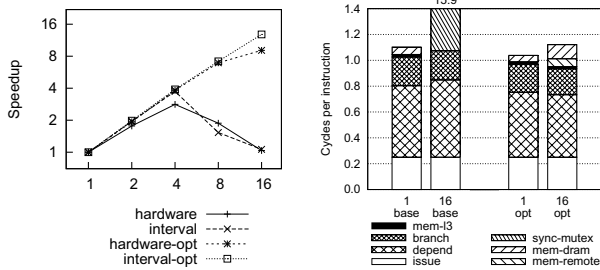 Speedup
16
8
4
2
1
1 2 4 8 16
hardware
interval
hardware-opt
interval-opt
Cycles per instruction
1.4
1.2
1.0
0.8
0.6
0.4
0.2
0.0
1 16 1 16
base base opt opt
mem-l3
branch sync-mutex
depend mem-dram
issue mem-remote